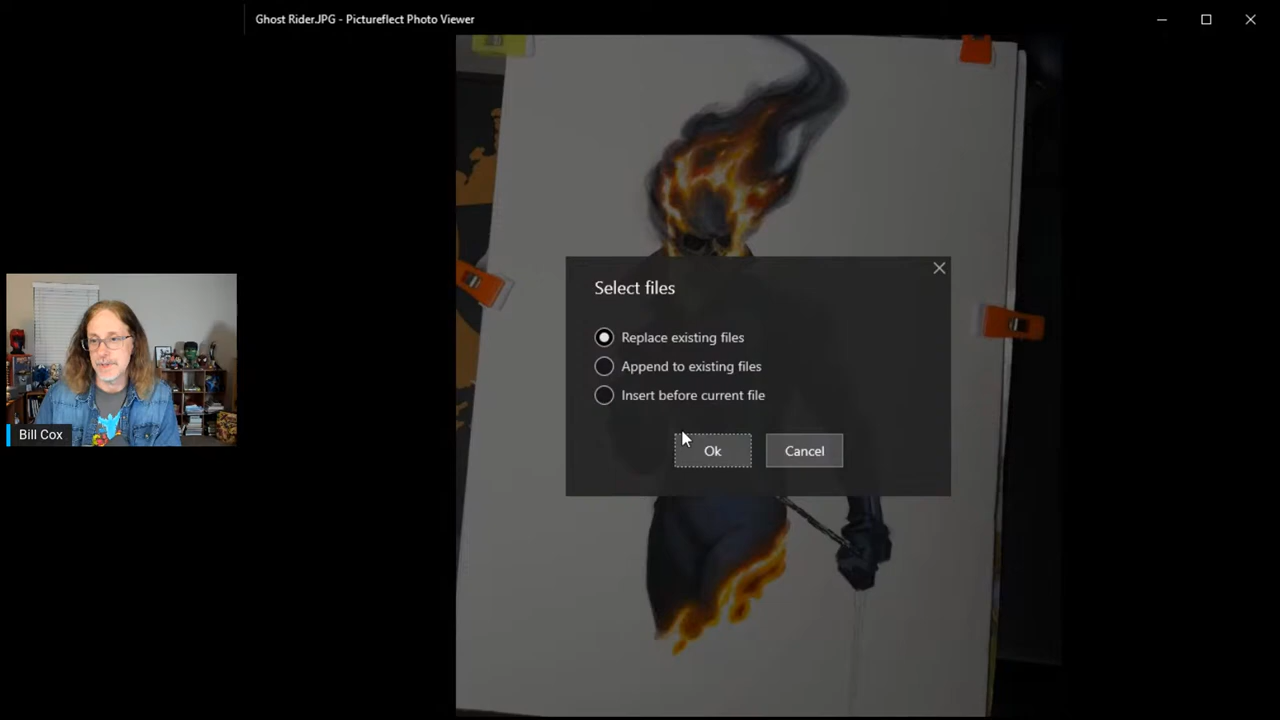 Ghost Rider.JPG - Pictureflect Photo Viewer
Select files
Replace existing files
Append to existing files
Insert before current file
Ok
Cancel
Bill Cox